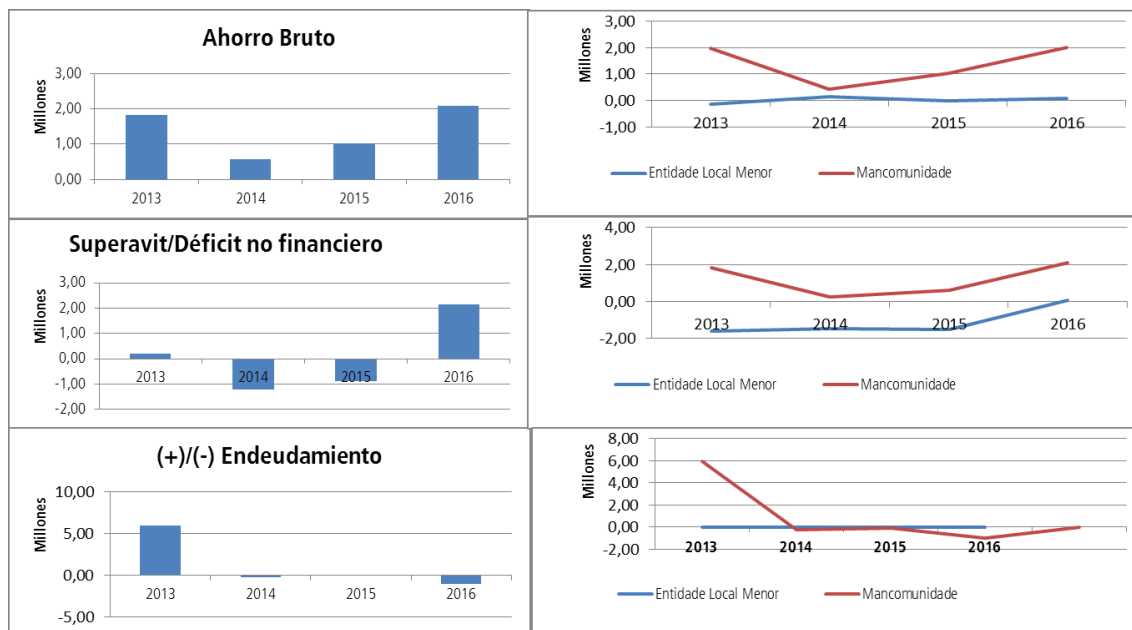 Ahorro Bruto
Millones
3,00
2,00
1,00
0,00
2013 2014 2015 2016
Millones
3,00
2,00
1,00
0,00
-1,00
2013 2014 2015 2016
Entidade Local Menor Mancomunidade
Superavit/Déficit no financiero
Millones
3,00
2,00
1,00
0,00
-1,00
-2,00
2013 2014 2015 2016
Millones
4,00
2,00
0,00
-2,00
2013 2014 2015 2016
Entidade Local Menor Mancomunidade
(+)/(-) Endeudamiento
Millones
10,00
5,00
0,00
-5,00
2013 2014 2015 2016
Millones
8,00
6,00
4,00
2,00
0,00
-2,00
2013 2014 2015 2016
Entidade Local Menor Mancomunidade